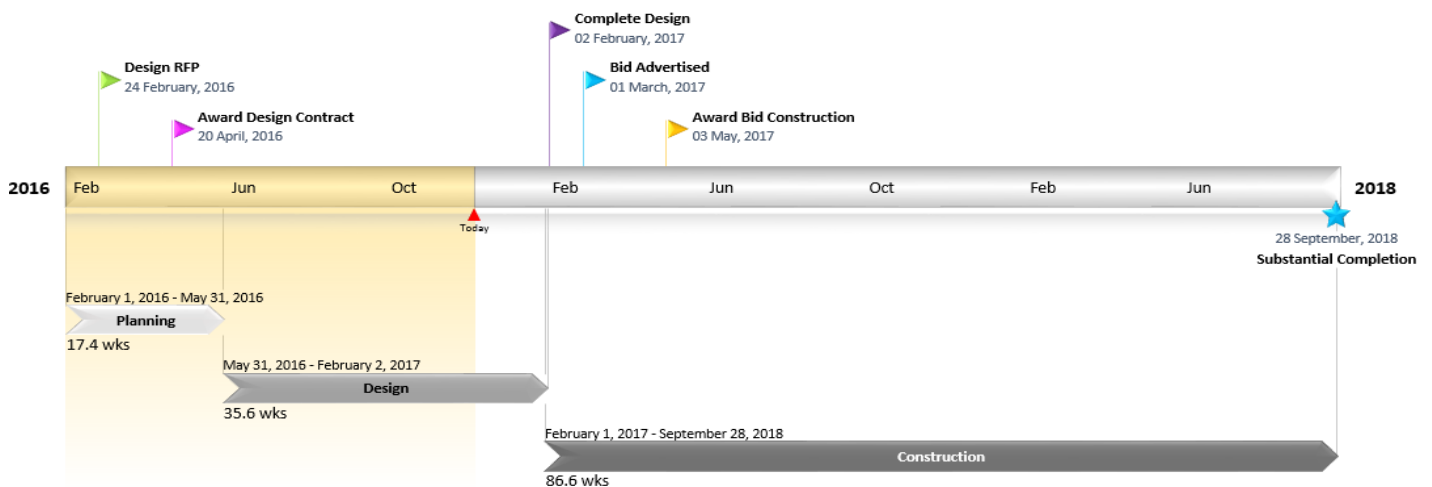 Complete Design
02 February, 2017
Design RFP
24 February, 2016
Bid Advertised
01 March, 2017
Award Design Contract
20 April, 2016
Award Bid Construction
03 May, 2017
2016 Feb Jun Oct Feb Jun Oct Feb Jun 2018
Today
28 September, 2018
Substantial Completion
February 1, 2016 - May 31, 2016
Planning
17.4 wks
May 31, 2016 - February 2, 2017
Design
35.6 wks
February 1, 2017 - September 28, 2018
Construction
86.6 wks